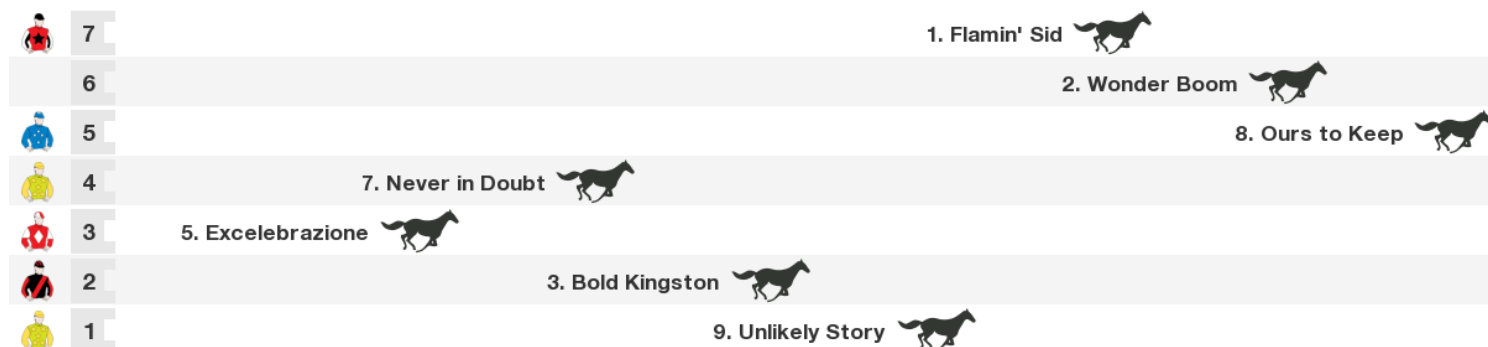 7 1. Flamin' Sid
6 2. Wonder Boom
5 8. Ours to Keep
4 7. Never in Doubt
3 5. Excelebrazione
2 3. Bold Kingston
1 9. Unlikely Story